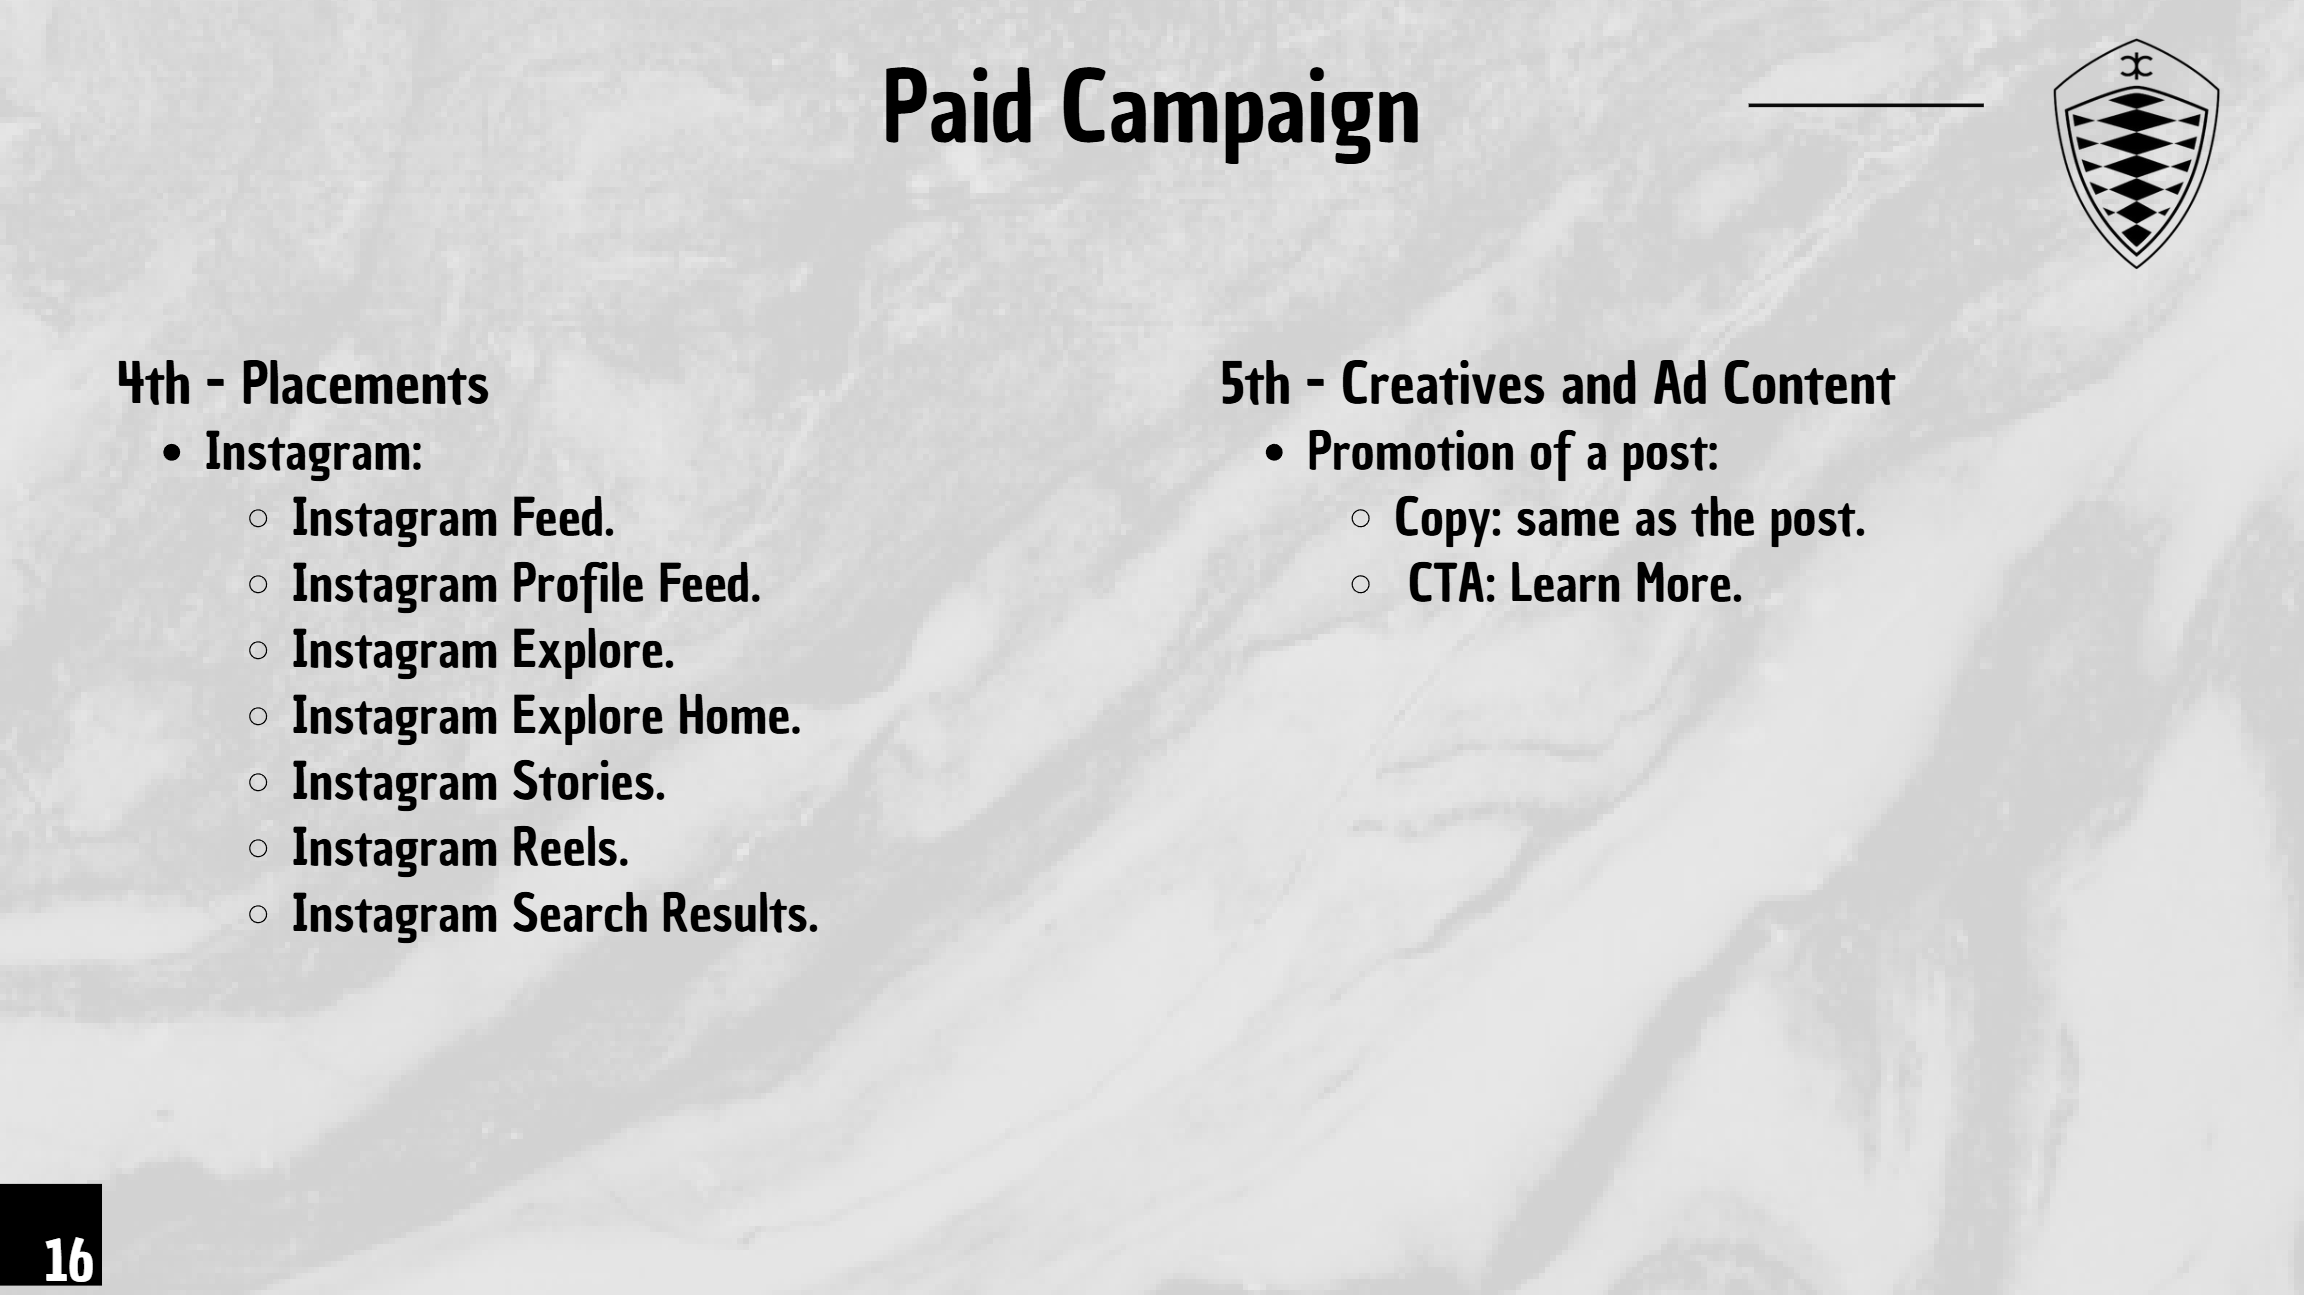 Paid Campaign
4th - Placements
Instagram:
Instagram Feed.
Instagram Profile Feed.
Instagram Explore.
Instagram Explore Home.
Instagram Stories.
Instagram Reels.
Instagram Search Results.
5th - Creatives and Ad Content
Promotion of a post:
Copy: same as the post.
CTA: Learn More.
16